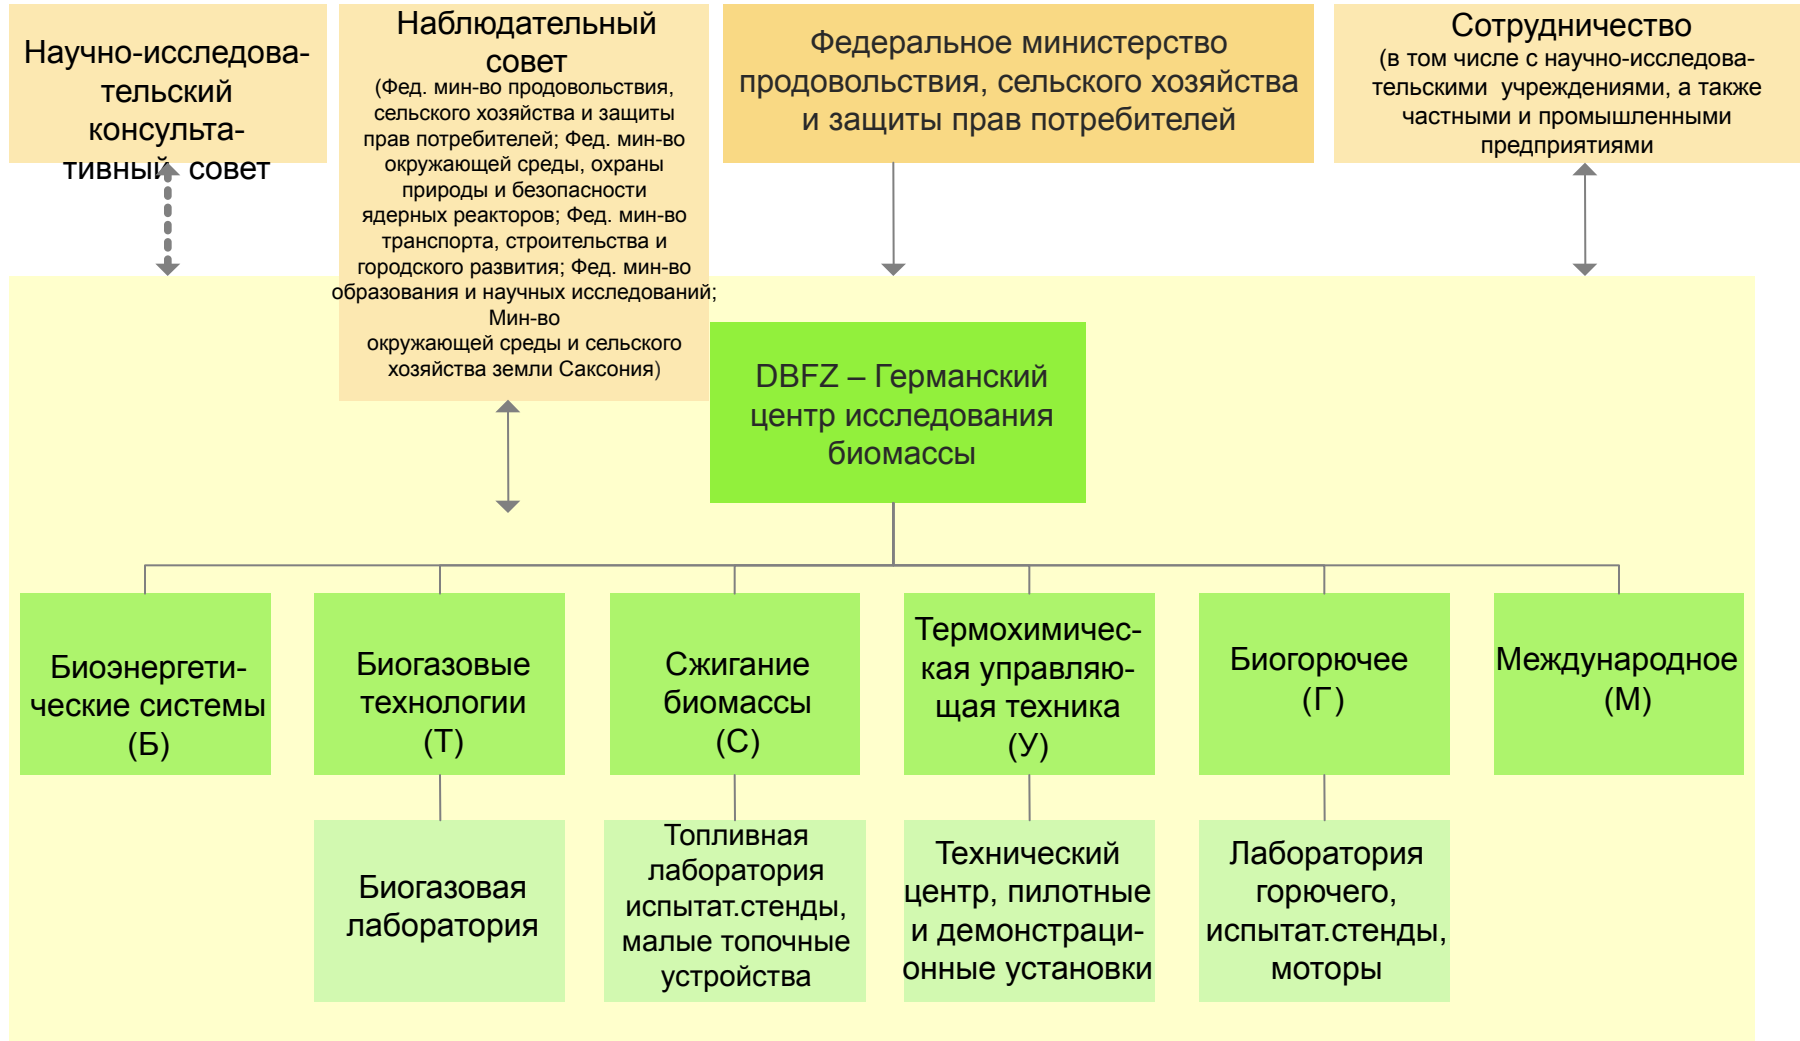 Научно-исследова-
тельский
консульта-
тивный совет
Наблюдательный
совет
(Фед. мин-во продовольствия,
сельского хозяйства и защиты
прав потребителей; Фед. мин-во
окружающей среды, охраны
природы и безопасности
ядерных реакторов; Фед. мин-во
транспорта, строительства и
городского развития; Фед. мин-во
образования и научных исследований;
Мин-во
окружающей среды и сельского
хозяйства земли Саксония)
Федеральное министерство
продовольствия, сельского хозяйства
и защиты прав потребителей
Сотрудничество
(в том числе с научно-исследова-
тельскими учреждениями, а также
частными и промышленными
предприятиями
DBFZ – Германский
центр исследования
биомассы
Биоэнергети-
ческие системы
(Б)
Биогазовые
технологии
(Т)
Сжигание
биомассы
(С)
Термохимичес-
кая управляю-
щая техника
(У)
Биогорючее
(Г)
Международное
(М)
Биогазовая
лаборатория
Топливная
лаборатория
испытат.стенды,
малые топочные
устройства
Технический
центр, пилотные
и демонстраци-
онные установки
Лаборатория
горючего,
испытат.стенды,
моторы